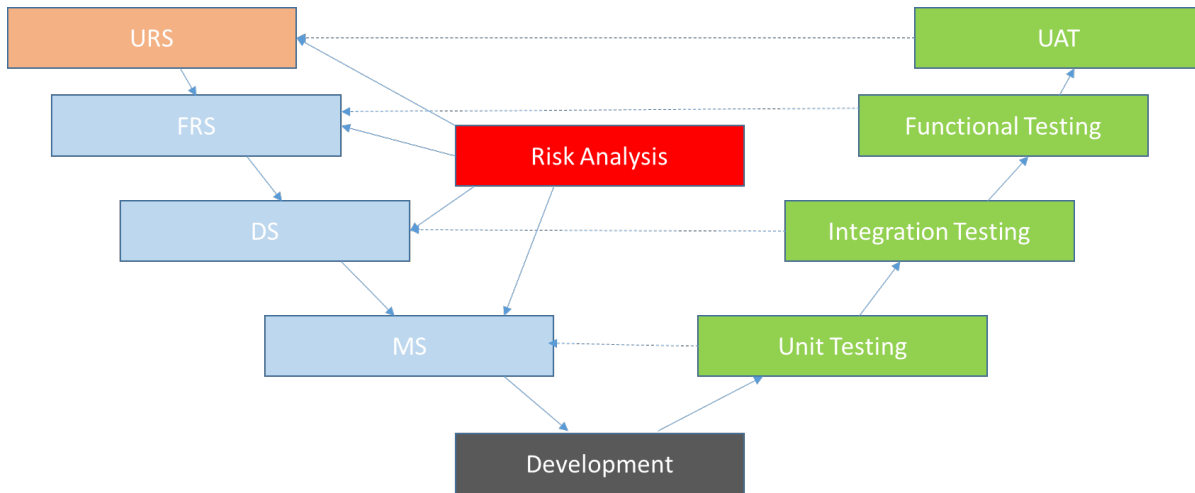 URS
UAT
FRS
Functional Testing
Risk Analysis
DS
Integration Testing
MS
Unit Testing
Development